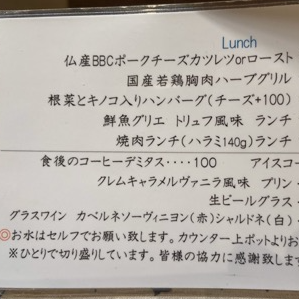 Lunch
仏産BBCポークチーズカツレツorロースト
国産若鶏胸肉ハーブグリル
根菜とキノコ入りハンバーグ(チーズ+100)
鮮魚グリエ トリュフ風味 ランチ
焼肉ランチ(ハラミ140g)ランチ
食後のコーヒーデミタス････100 アイスコー
クレムキャラメルヴァニラ風味 プリン
生ビールグラス・
グラスワイン カベルネソーヴィニヨン(赤)シャルドネ(白)・
◎お水はセルフでお願い致します。カウンター上ポットよりお
※ひとりで切り盛りしています。皆様の協力に感謝致します